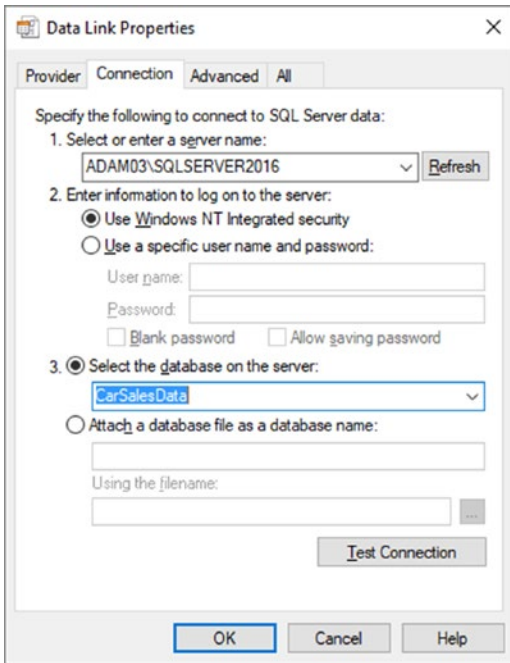 Data Link Properties
Provider Connection Advanced All
Specify the following to connect to SQL Server data:
1. Select or enter a server name:
ADAM03\SQLSERVER2016 Refresh
2. Enter information to log on to the server:
Use Windows NT Integrated security
Use a specific user name and password:
User name:
Password:
Blank password Allow saving password
3. Select the database on the server:
CarSalesData
Attach a database file as a database name:
Using the filename:
...
Test Connection
OK Cancel Help